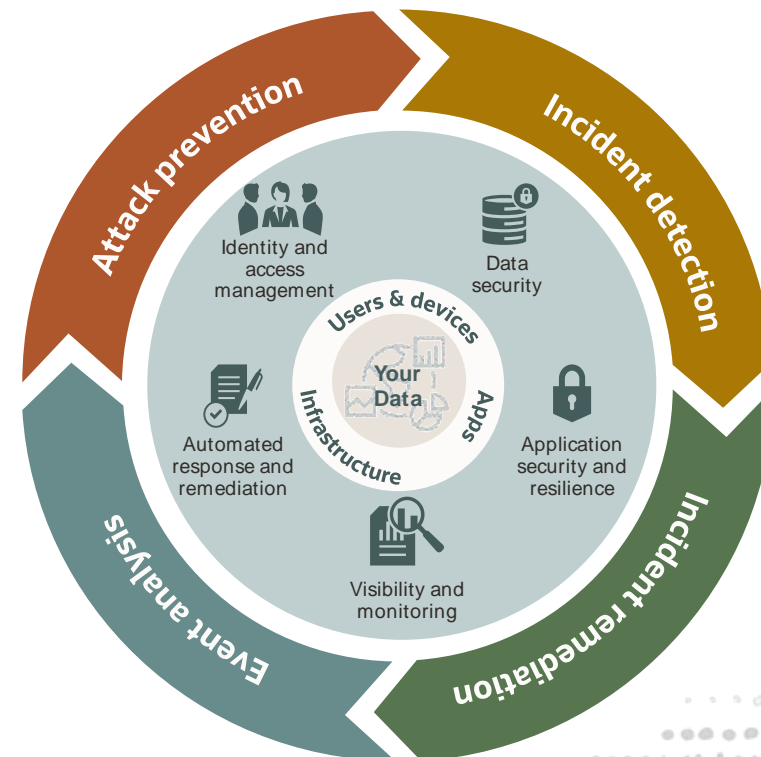 Attack prevention
Incident detection
Identity and
access
management
Data
security
Users & devices
Your
Data
Apps
Infrastructure
Automated
response and
remediation
Application
security and
resilience
Visibility and
monitoring
Event analysis
Incident remediation